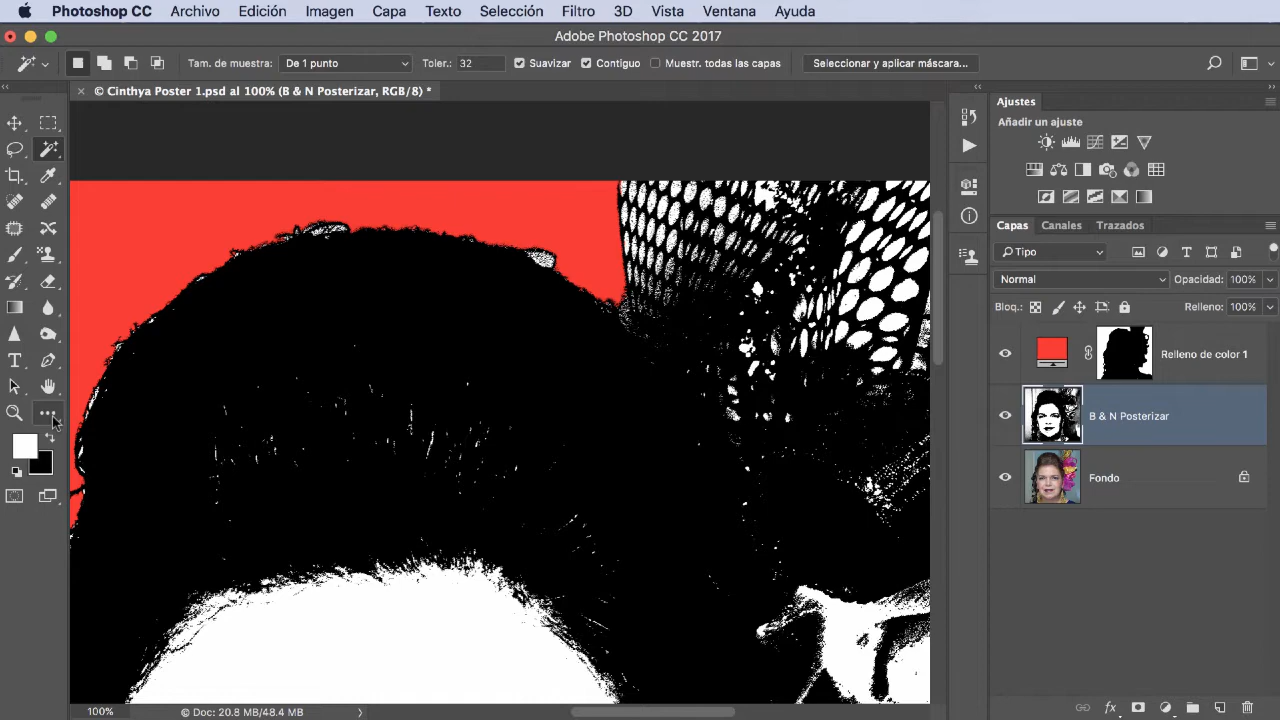 Photoshop CC Archivo Edición Imagen Capa Texto Selección Filtro 3D Vista Ventana Ayuda
Adobe Photoshop CC 2017
Tam. de muestra: De 1 punto Toler.: 32 Suavizar Contiguo Muestr. todas las capas Seleccionar y aplicar máscara...
© Cinthya Poster 1.psd al 100% (B & N Posterizar, RGB/8) *
Ajustes
Añadir un ajuste
Capas Canales Trazados
Tipo
Normal Opacidad: 100%
Bloq.: Relleno: 100%
Relleno de color 1
B & N Posterizar
Fondo
100% © Doc: 20.8 MB/48.4 MB